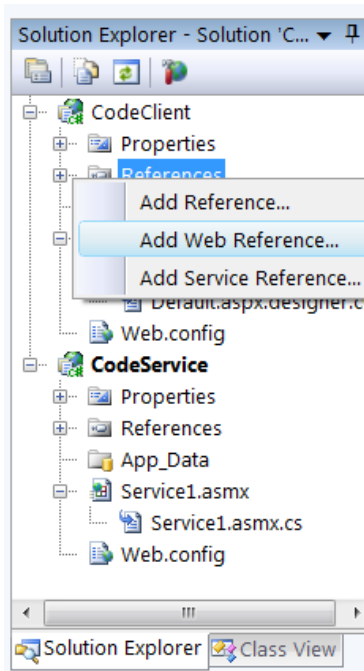 Solution Explorer - Solution 'C...
CodeClient
Properties
References
Add Reference...
Add Web Reference...
Add Service Reference...
Default.aspx.designer.c
Web.config
CodeService
Properties
References
App_Data
Service1.asmx
Service1.asmx.cs
Web.config
Solution Explorer Class View